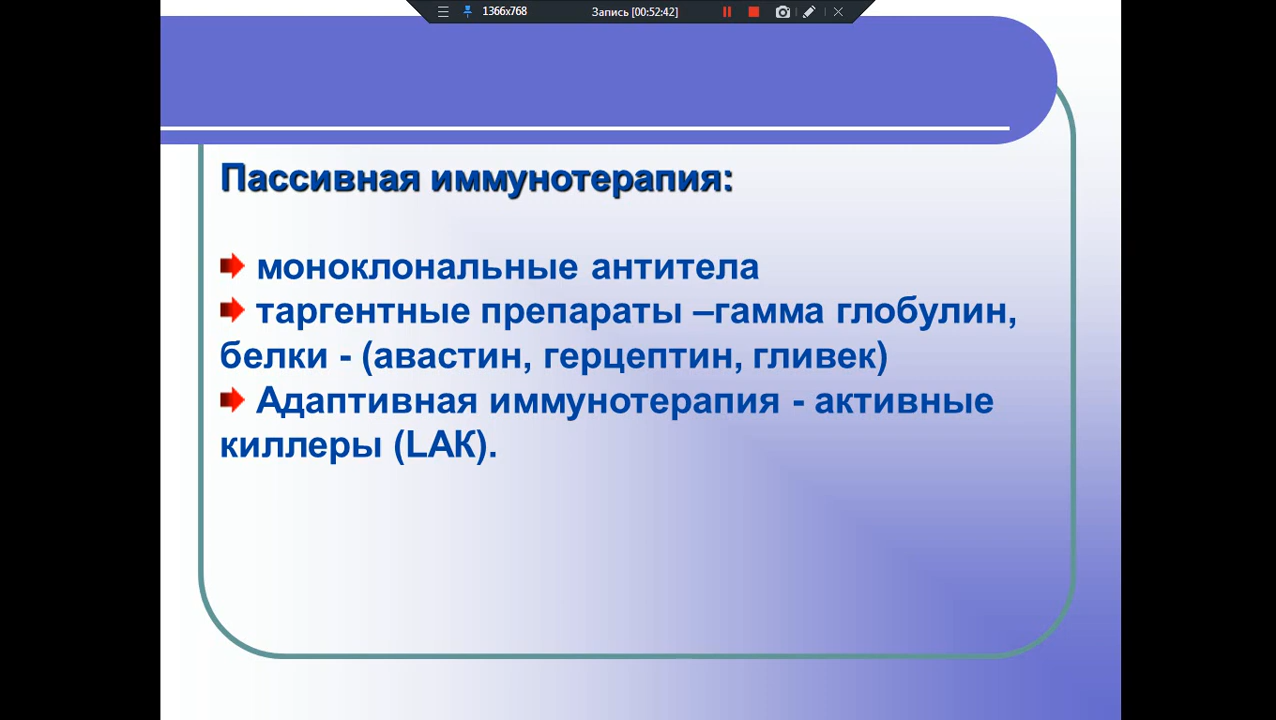 1366x768 Запись [00:52:42]
Пассивная иммунотерапия:
моноклональные антитела
таргентные препараты –гамма глобулин,
белки - (авастин, герцептин, гливек)
Адаптивная иммунотерапия - активные
киллеры (LАК).